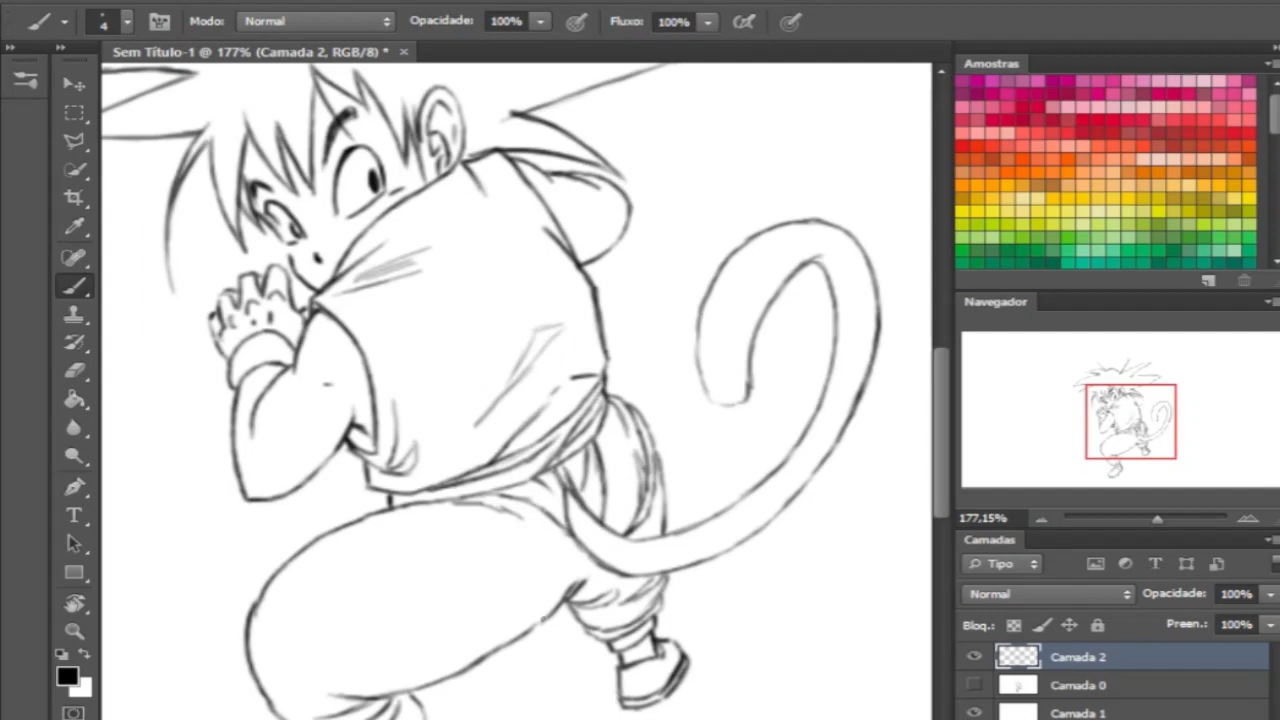 4 Modo: Normal Opacidade: 100% Fluxo: 100%
Sem Título-1 @ 177% (Camada 2, RGB/8) * ×
Amostras
Navegador
177,15%
Camadas
Tipo
Normal Opacidade: 100%
Bloq.: Preen.: 100%
Camada 2
Camada 0
Camada 1
T